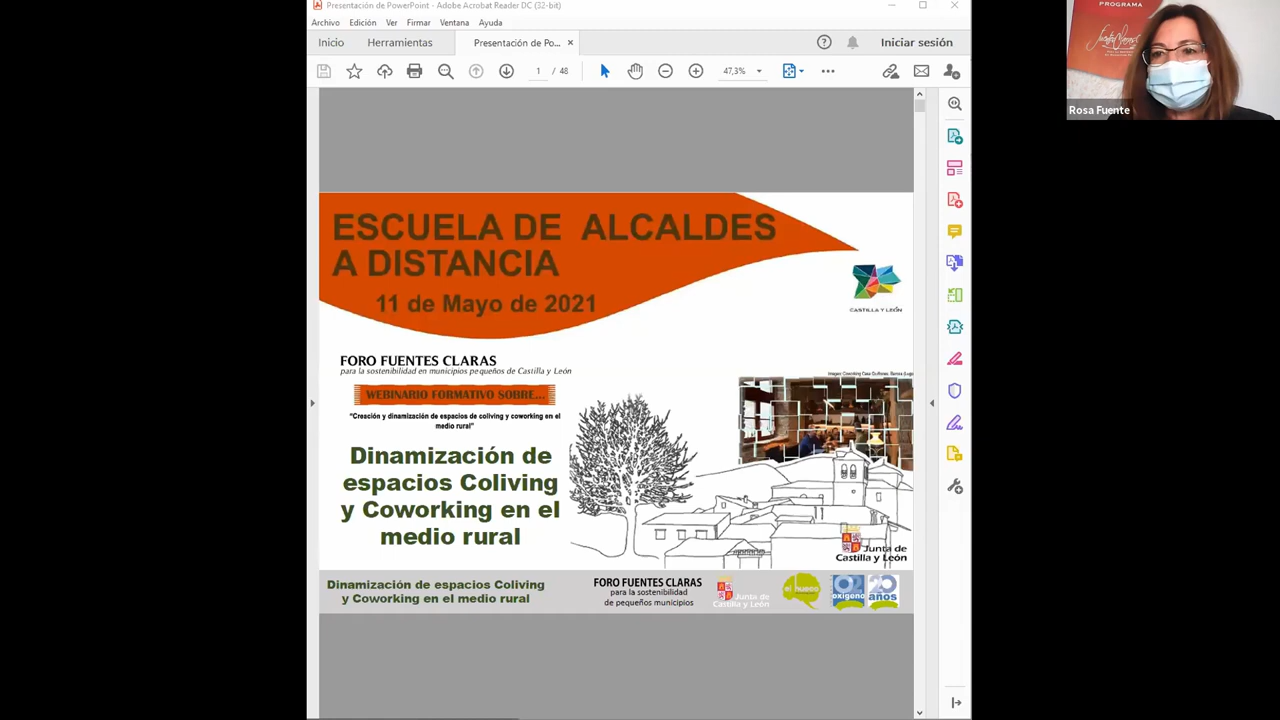 Presentación de PowerPoint - Adobe Acrobat Reader DC (32-bit)
Archivo Edición Ver Firmar Ventana Ayuda
Inicio Herramientas Presentación de Po... × Iniciar sesión
1 / 48 47,3%
PROGRAMA
Rosa Fuente
ESCUELA DE ALCALDES
A DISTANCIA
11 de Mayo de 2021
CASTILLA Y LEÓN
FORO FUENTES CLARAS
para la sostenibilidad en municipios pequeños de Castilla y León
WEBINARIO FORMATIVO SOBRE...
"Creación y dinamización de espacios de coliving y coworking en el
medio rural"
Dinamización de
espacios Coliving
y Coworking en el
medio rural
Junta de
Castilla y León
Dinamización de espacios Coliving
y Coworking en el medio rural
FORO FUENTES CLARAS
para la sostenibilidad
de pequeños municipios
Junta de
Castilla y León
el hueco
O2
oxígeno
20
años